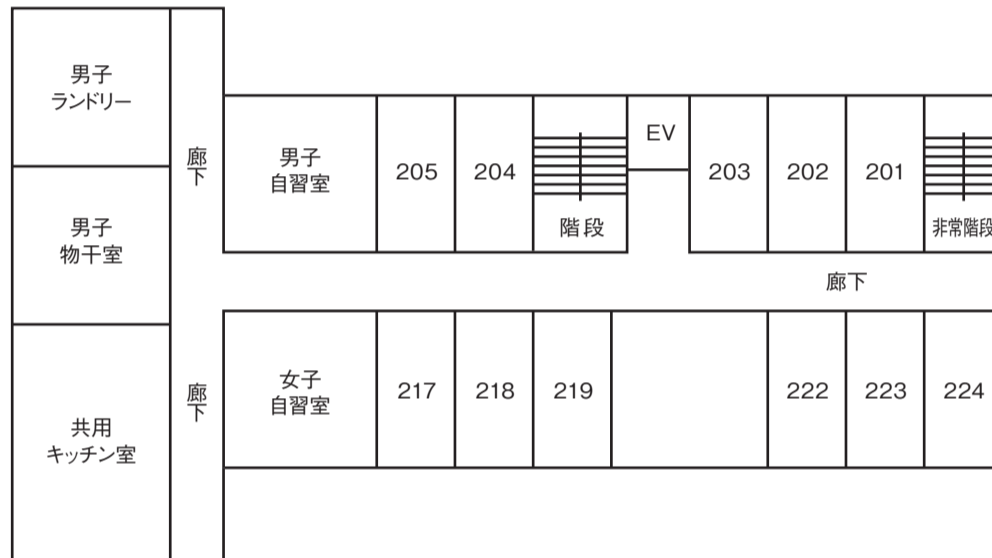 男子
ランドリー
廊下
男子
自習室
205
204
階段
EV
203
202
201
非常階段
男子
物干室
廊下
共用
キッチン室
廊下
女子
自習室
217
218
219
222
223
224